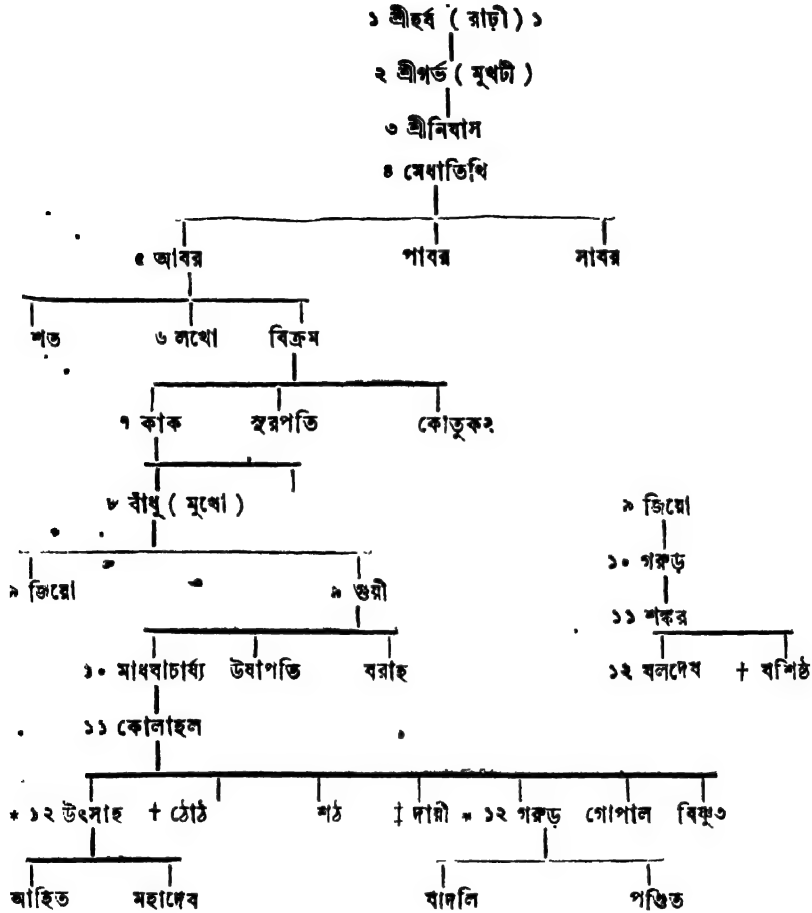 ১ শ্রীহর্ষ ( রাঢ়ী ) ১
২ শ্রীগর্ভ ( মুখটী )
৩ শ্রীনিবাস
৪ মেধাতিথি
৫ আবর পাবর সাবর
শত ৬ লখো বিক্রম
৭ কাক সুরপতি কোতুক২
৮ বাঁধু ( মুখো ) ৯ জিয়ো
১০ গরুড়
৯ জিয়ো ৯ গুয়ী
১১ শঙ্কর
১০ মাধবাচার্য্য উষাপতি বরাহ ১২ বলদেব † বশিষ্ঠ
১১ কোলাহল
* ১২ উৎসাহ † ঠোঠ শঠ ‡ দায়ী * ১২ গরুড় গোপাল বিষ্ণু৩
আহিত মহাদেব যাদলি পণ্ডিত